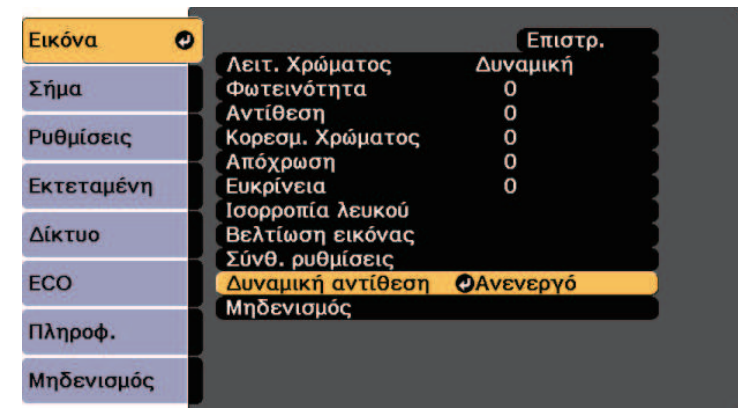 Εικόνα
Σήμα
Ρυθμίσεις
Εκτεταμένη
Δίκτυο
ECO
Πληροφ.
Μηδενισμός
Επιστρ.
Λειτ. Χρώματος Δυναμική
Φωτεινότητα 0
Αντίθεση 0
Κορεσμ. Χρώματος 0
Απόχρωση 0
Ευκρίνεια 0
Ισορροπία λευκού
Βελτίωση εικόνας
Σύνθ. ρυθμίσεις
Δυναμική αντίθεση Ανενεργό
Μηδενισμός